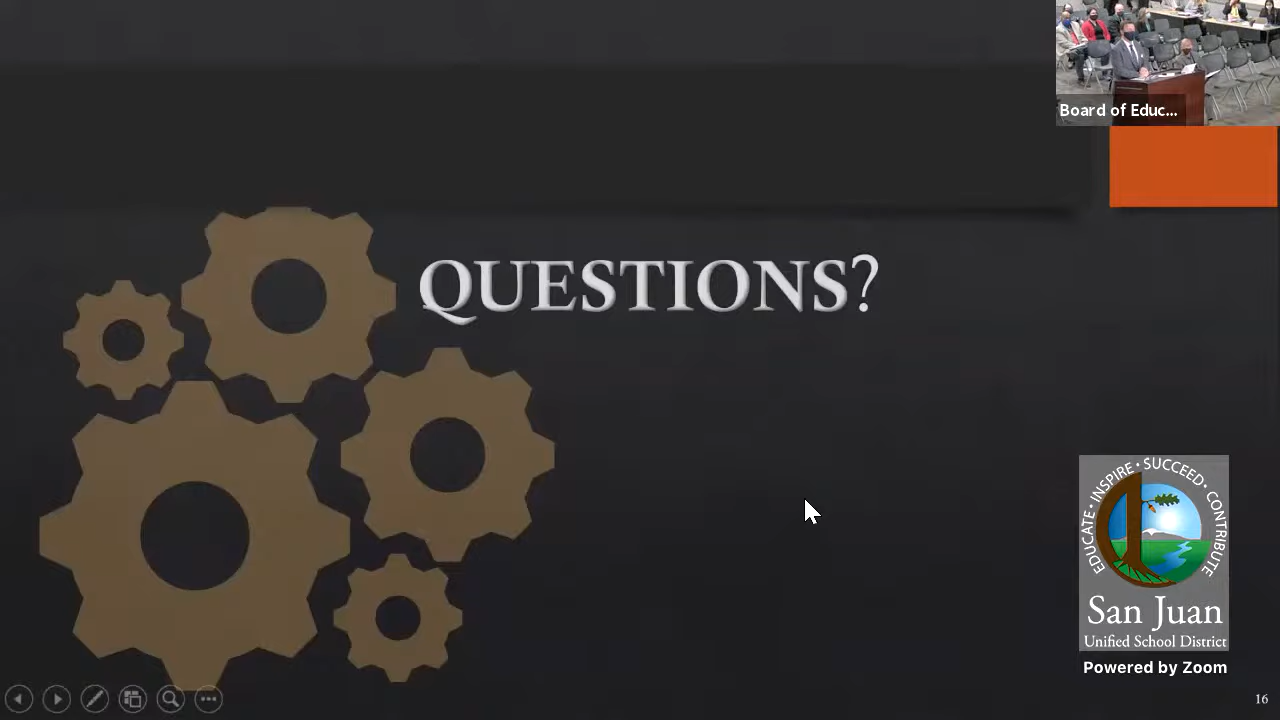 Board of Educ...
QUESTIONS?
EDUCATE · INSPIRE · SUCCEED · CONTRIBUTE
San Juan
Unified School District
Powered by Zoom
16